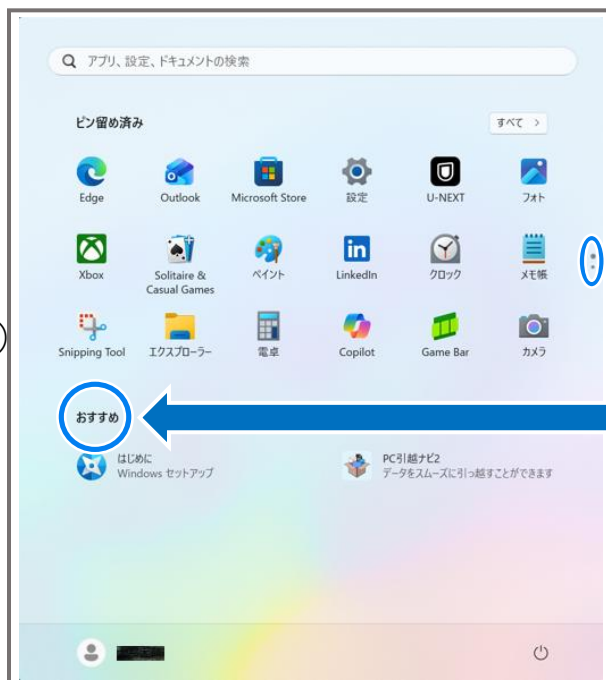 アプリ、設定、ドキュメントの検索
ピン留め済み
すべて >
Edge
Outlook
Microsoft Store
設定
U-NEXT
フォト
Xbox
Solitaire &
Casual Games
ペイント
LinkedIn
クロック
メモ帳
Snipping Tool
エクスプローラー
電卓
Copilot
Game Bar
カメラ
おすすめ
はじめに
Windows セットアップ
PC引越ナビ2
データをスムーズに引っ越すことができます